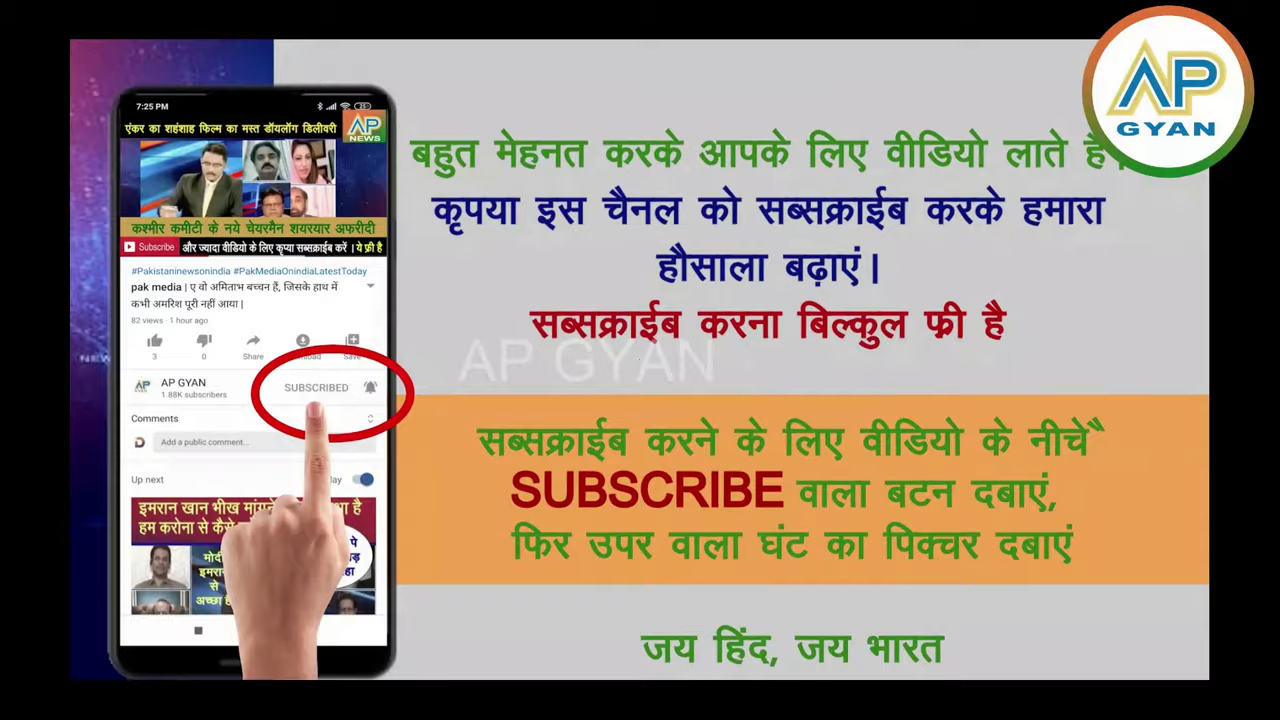 AP
GYAN
7:25 PM
एंकर का शहंशाह फिल्म का मस्त डॉयलॉग डिलीवरी
AP
NEWS
कश्मीर कमीटी के नये चेयरमैन शयरयार अफरीदी
Subscribe और ज्यादा वीडियो के लिए कृप्या सब्सक्राईब करें । ये फ्री है
#Pakistaninewsonindia #PakMediaOnindiaLatestToday
pak media | ए वो अमिताभ बच्चन हैं, जिसके हाथ में
कभी अमरिश पूरी नहीं आया |
82 views · 1 hour ago
3 0 Share Save
AP GYAN
1.88K subscribers
SUBSCRIBED
Comments
Add a public comment...
Up next
इमरान खान भीख मांगने
हम करोना से कैसे
मोदी
इमरान
से
अच्छा है
बहुत मेहनत करके आपके लिए वीडियो लाते हैं।
कृपया इस चैनल को सब्सक्राईब करके हमारा
हौसाला बढ़ाएं।
सब्सक्राईब करना बिल्कुल फ्री है
AP GYAN
सब्सक्राईब करने के लिए वीडियो के नीचे
SUBSCRIBE वाला बटन दबाएं,
फिर उपर वाला घंट का पिक्चर दबाएं
जय हिंद, जय भारत